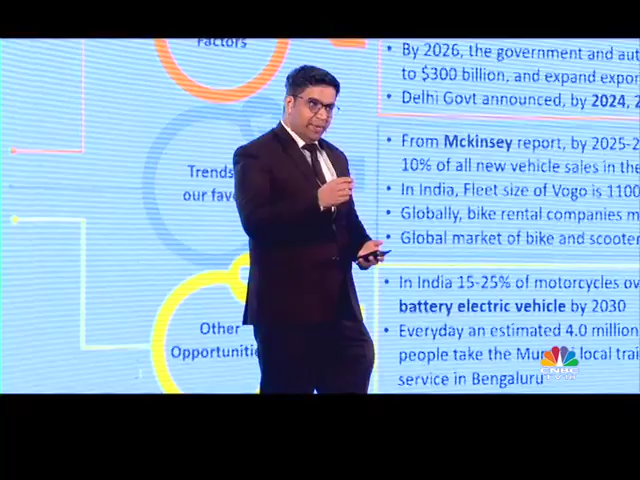 Factors
Trends
our fav
Other
Opportuniti
• By 2026, the government and aut
to $300 billion, and expand expor
• Delhi Govt announced, by 2024, 2
• From Mckinsey report, by 2025-2
10% of all new vehicle sales in the
• In India, Fleet size of Vogo is 1100
• Globally, bike rental companies m
• Global market of bike and scooter
• In India 15-25% of motorcycles ov
battery electric vehicle by 2030
• Everyday an estimated 4.0 million
people take the Mu local trai
service in Bengaluru
CNBC
TV18